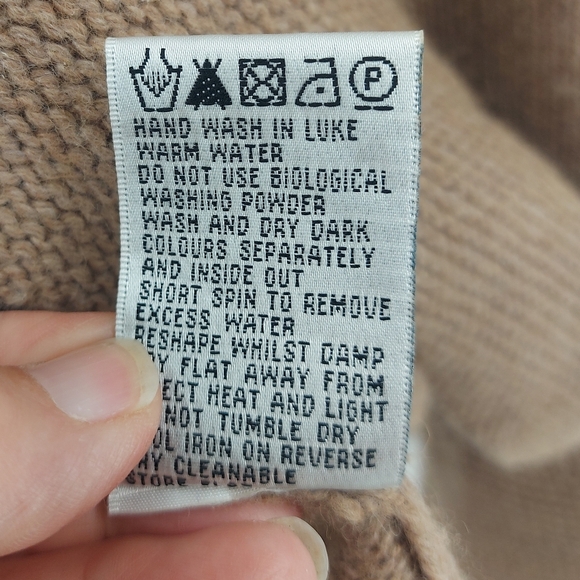 P
HAND WASH IN LUKE
WARM WATER
DO NOT USE BIOLOGICAL
WASHING POWDER
WASH AND DRY DARK
COLOURS SEPARATELY
AND INSIDE OUT
SHORT SPIN TO REMOVE
EXCESS WATER
RESHAPE WHILST DAMP
FLAT AWAY FROM
HEAT AND LIGHT
NOT TUMBLE DRY
IRON ON REVERSE
CLEANABLE